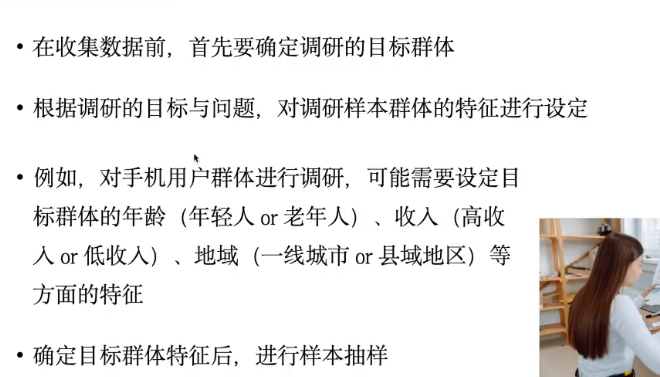 • 在收集数据前，首先要确定调研的目标群体
• 根据调研的目标与问题，对调研样本群体的特征进行设定
• 例如，对手机用户群体进行调研，可能需要设定目
标群体的年龄（年轻人 or 老年人）、收入（高收
入 or 低收入）、地域（一线城市 or 县域地区）等
方面的特征
• 确定目标群体特征后，进行样本抽样